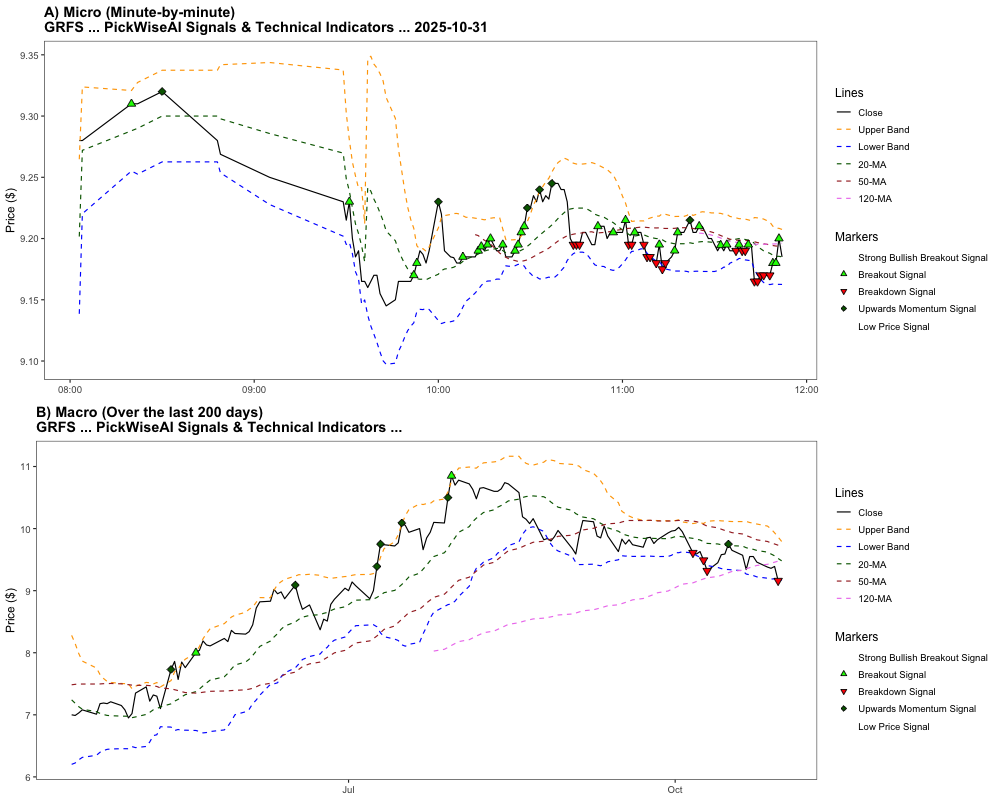 A) Micro (Minute-by-minute)
GRFS ... PickWiseAI Signals & Technical Indicators ... 2025-10-31
9.35
9.30
9.25
9.20
9.15
9.10
Price ($)
08:00
09:00
10:00
11:00
12:00
Lines
Close
Upper Band
Lower Band
20-MA
50-MA
120-MA
Markers
Strong Bullish Breakout Signal
Breakout Signal
Breakdown Signal
Upwards Momentum Signal
Low Price Signal
B) Macro (Over the last 200 days)
GRFS ... PickWiseAI Signals & Technical Indicators ...
11
10
9
8
7
6
Price ($)
Jul
Oct
Lines
Close
Upper Band
Lower Band
20-MA
50-MA
120-MA
Markers
Strong Bullish Breakout Signal
Breakout Signal
Breakdown Signal
Upwards Momentum Signal
Low Price Signal